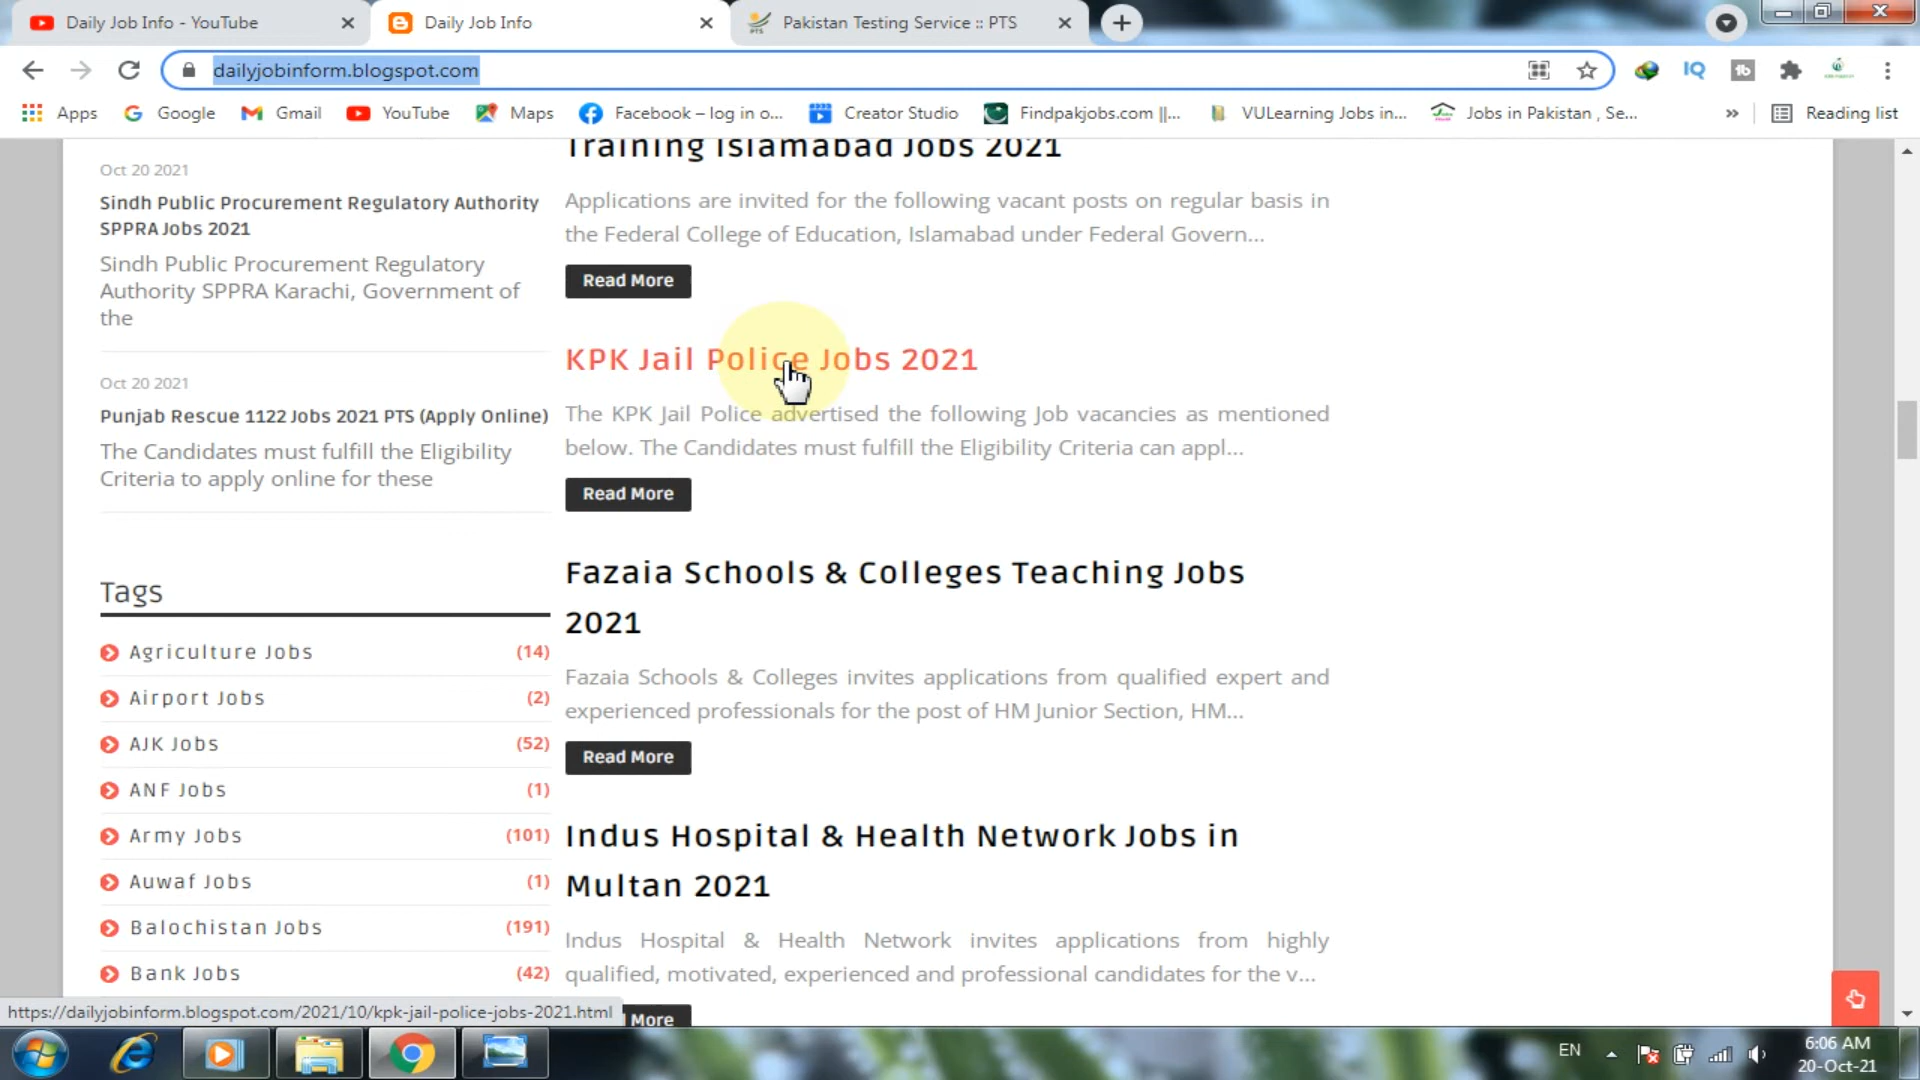 Daily Job Info - YouTube
Daily Job Info
Pakistan Testing Service :: PTS
dailyjobinform.blogspot.com
Apps
Google
Gmail
YouTube
Maps
Facebook – log in o...
Creator Studio
Findpakjobs.com ||...
VULearning Jobs in...
Jobs in Pakistan , Se...
»
Reading list
Oct 20 2021
Sindh Public Procurement Regulatory Authority
SPPRA Jobs 2021
Sindh Public Procurement Regulatory
Authority SPPRA Karachi, Government of
the
Oct 20 2021
Punjab Rescue 1122 Jobs 2021 PTS (Apply Online)
The Candidates must fulfill the Eligibility
Criteria to apply online for these
Tags
Agriculture Jobs (14)
Airport Jobs (2)
AJK Jobs (52)
ANF Jobs (1)
Army Jobs (101)
Auwaf Jobs (1)
Balochistan Jobs (191)
Bank Jobs (42)
Training Islamabad Jobs 2021
Applications are invited for the following vacant posts on regular basis in
the Federal College of Education, Islamabad under Federal Govern...
Read More
KPK Jail Police Jobs 2021
The KPK Jail Police advertised the following Job vacancies as mentioned
below. The Candidates must fulfill the Eligibility Criteria can appl...
Read More
Fazaia Schools & Colleges Teaching Jobs
2021
Fazaia Schools & Colleges invites applications from qualified expert and
experienced professionals for the post of HM Junior Section, HM...
Read More
Indus Hospital & Health Network Jobs in
Multan 2021
Indus Hospital & Health Network invites applications from highly
qualified, motivated, experienced and professional candidates for the v...
More
https://dailyjobinform.blogspot.com/2021/10/kpk-jail-police-jobs-2021.html
EN
6:06 AM
20-Oct-21